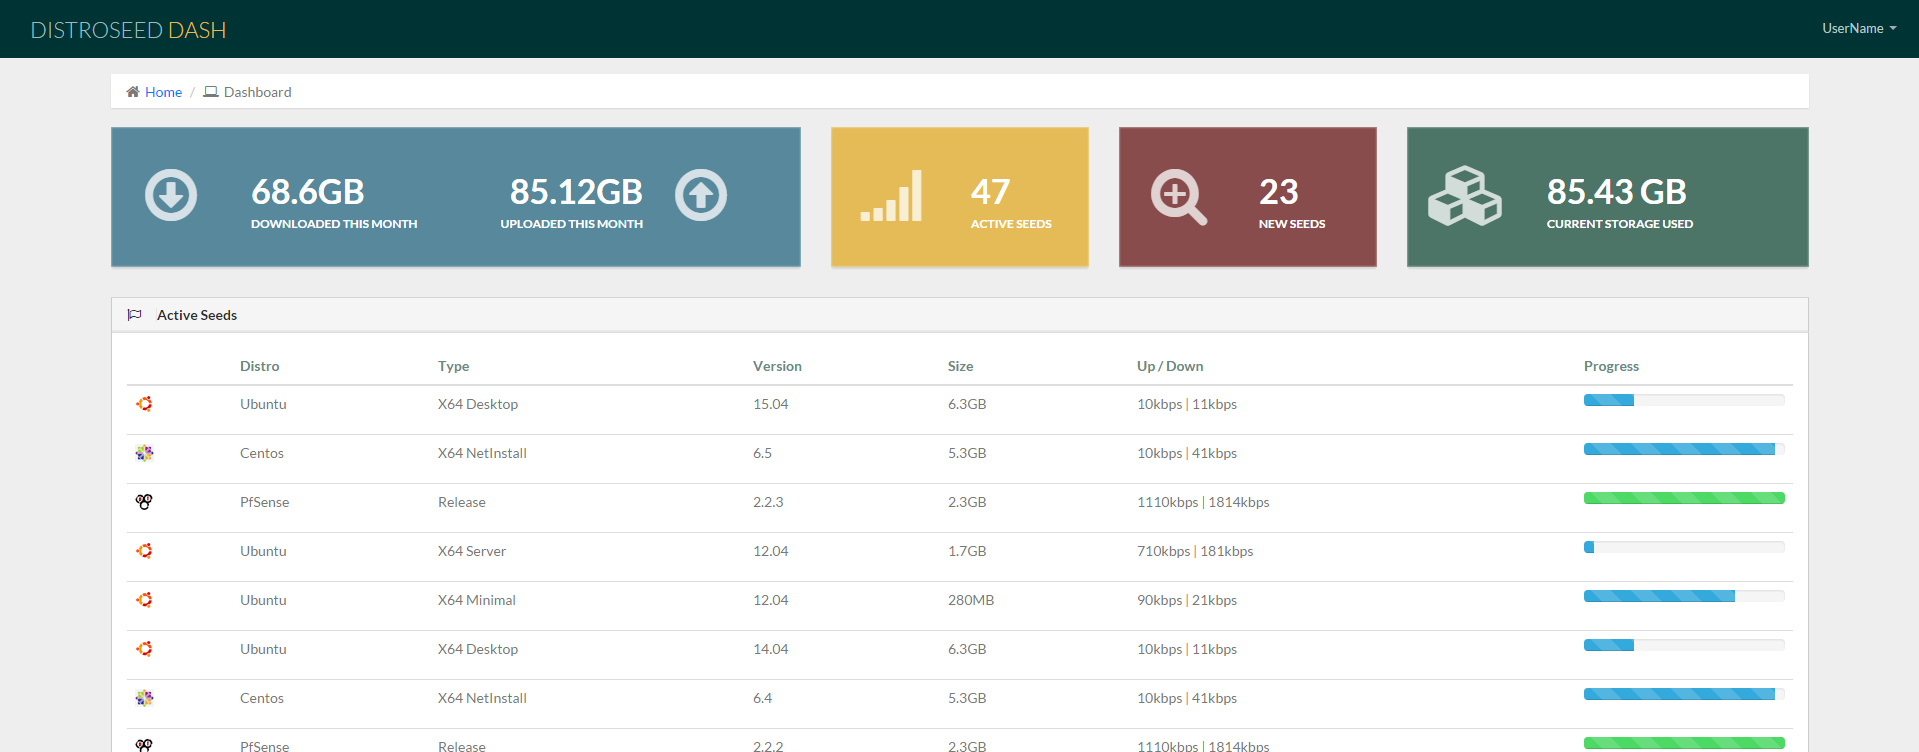 DISTROSEED DASH
UserName
Home / Dashboard
68.6GB
DOWNLOADED THIS MONTH
85.12GB
UPLOADED THIS MONTH
47
ACTIVE SEEDS
23
NEW SEEDS
85.43 GB
CURRENT STORAGE USED
Active Seeds
Distro Type Version Size Up / Down Progress
Ubuntu X64 Desktop 15.04 6.3GB 10kbps | 11kbps
Centos X64 NetInstall 6.5 5.3GB 10kbps | 41kbps
PfSense Release 2.2.3 2.3GB 1110kbps | 1814kbps
Ubuntu X64 Server 12.04 1.7GB 710kbps | 181kbps
Ubuntu X64 Minimal 12.04 280MB 90kbps | 21kbps
Ubuntu X64 Desktop 14.04 6.3GB 10kbps | 11kbps
Centos X64 NetInstall 6.4 5.3GB 10kbps | 41kbps
PfSense Release 2.2.2 2.3GB 1110kbps | 1814kbps